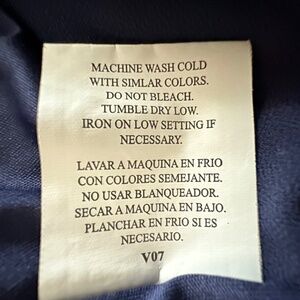 MACHINE WASH COLD
WITH SIMLAR COLORS.
DO NOT BLEACH.
TUMBLE DRY LOW.
IRON ON LOW SETTING IF
NECESSARY.
LAVAR A MAQUINA EN FRIO
CON COLORES SEMEJANTE.
NO USAR BLANQUEADOR.
SECAR A MAQUINA EN BAJO.
PLANCHAR EN FRIO SI ES
NECESARIO.
V07